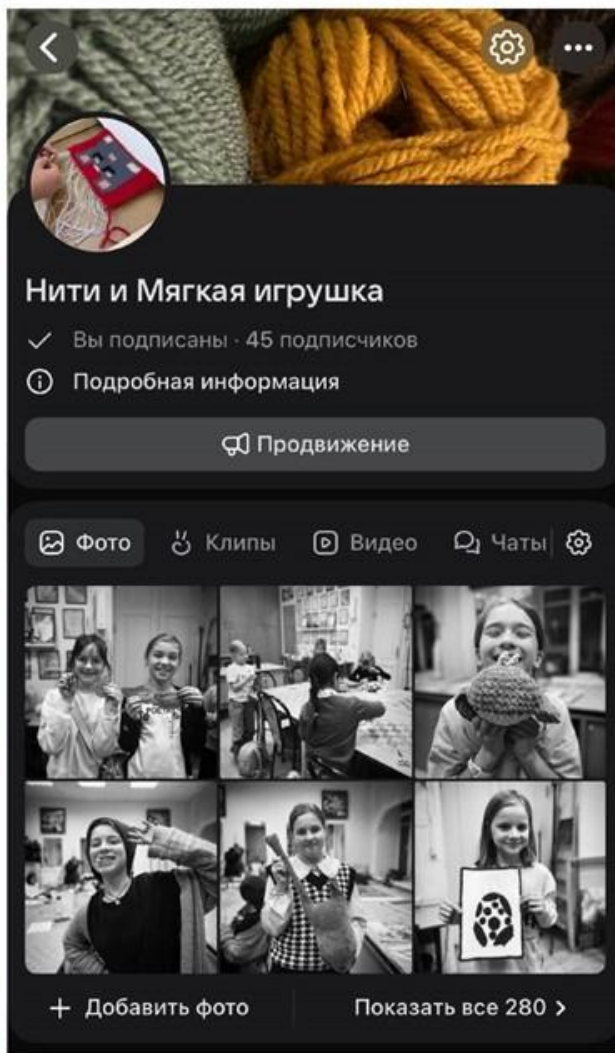 Нити и Мягкая игрушка
Вы подписаны · 45 подписчиков
Подробная информация
Продвижение
Фото Клипы Видео Чаты
+ Добавить фото Показать все 280 >